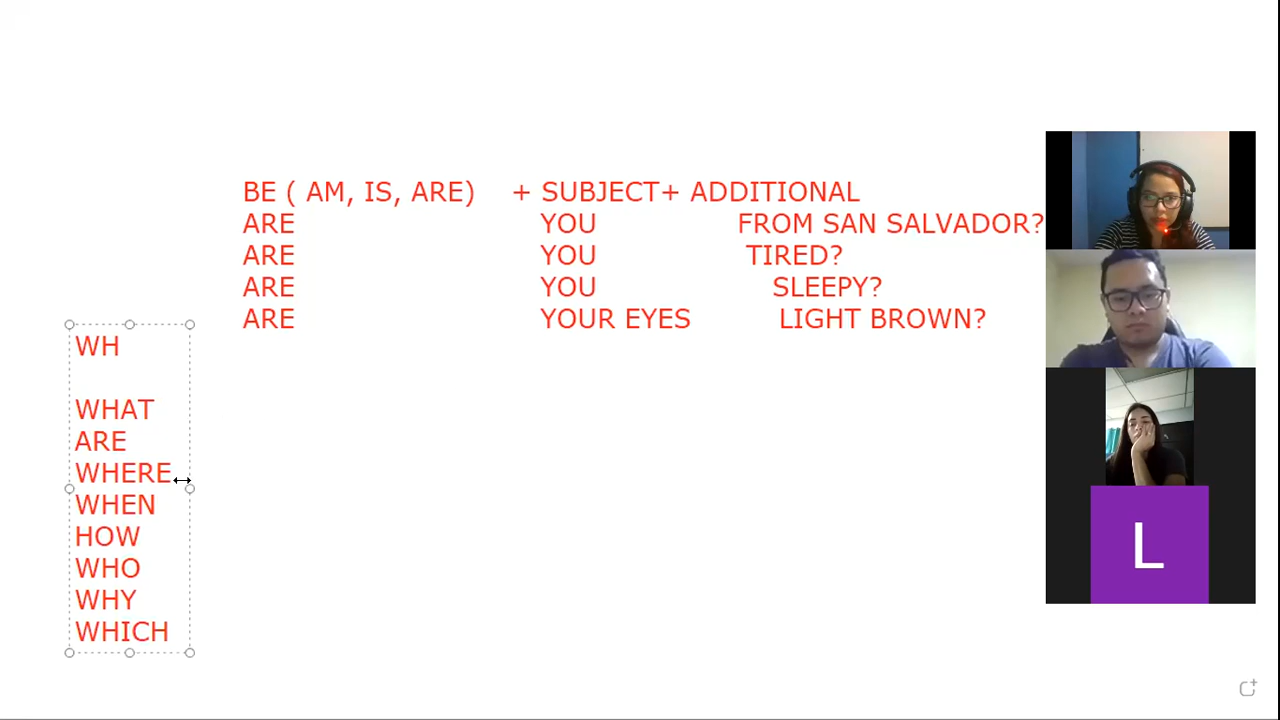 BE ( AM, IS, ARE) + SUBJECT+ ADDITIONAL
ARE YOU FROM SAN SALVADOR?
ARE YOU TIRED?
ARE YOU SLEEPY?
ARE YOUR EYES LIGHT BROWN?
WH
WHAT
ARE
WHERE
WHEN
HOW
WHO
WHY
WHICH
L